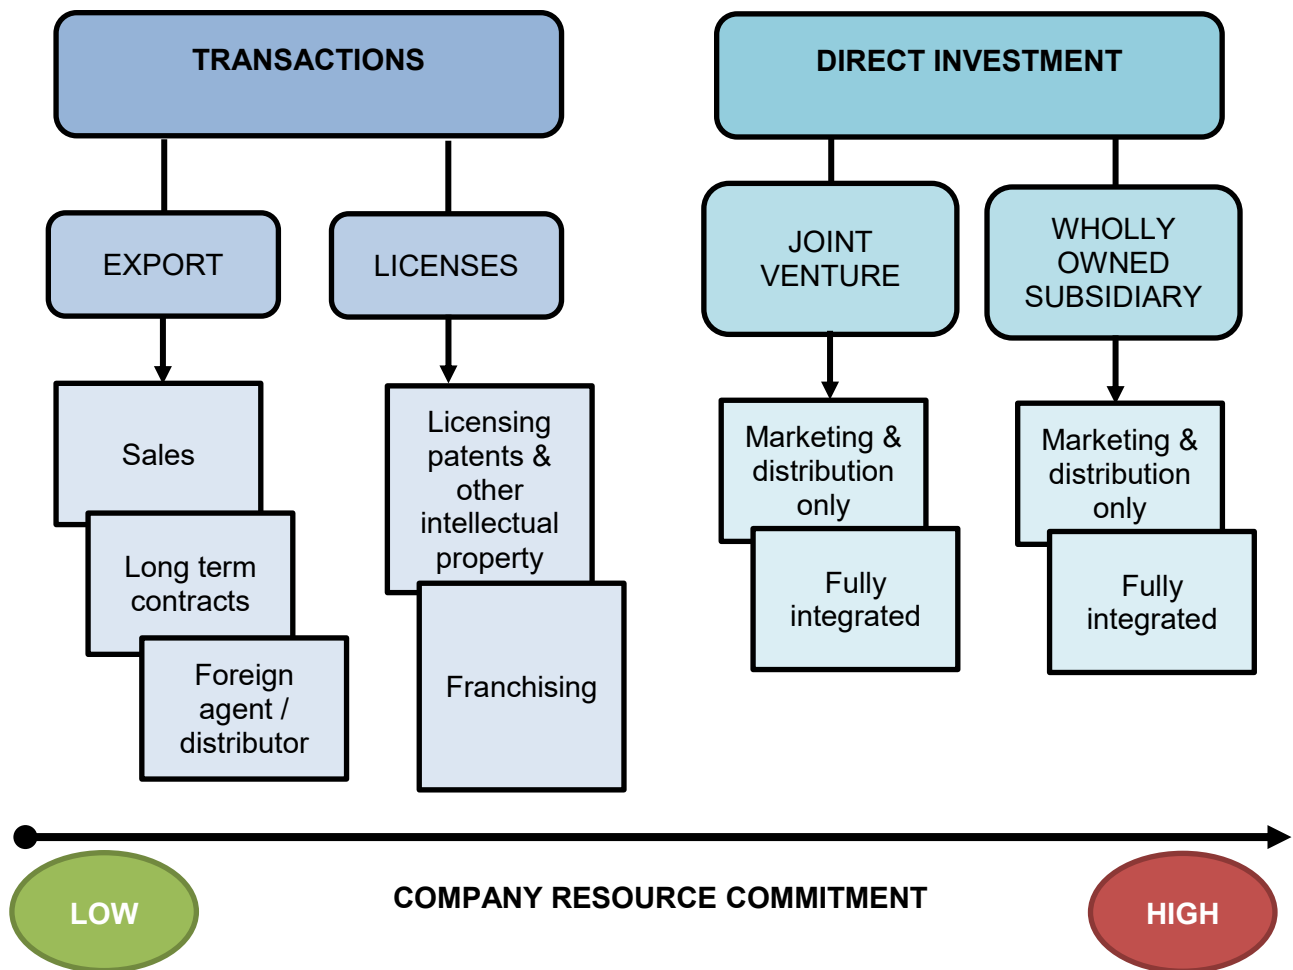 TRANSACTIONS
DIRECT INVESTMENT
EXPORT
LICENSES
JOINT
VENTURE
WHOLLY
OWNED
SUBSIDIARY
Sales
Long term
contracts
Foreign
agent /
distributor
Licensing
patents &
other
intellectual
property
Franchising
Marketing &
distribution
only
Fully
integrated
Marketing &
distribution
only
Fully
integrated
LOW
COMPANY RESOURCE COMMITMENT
HIGH